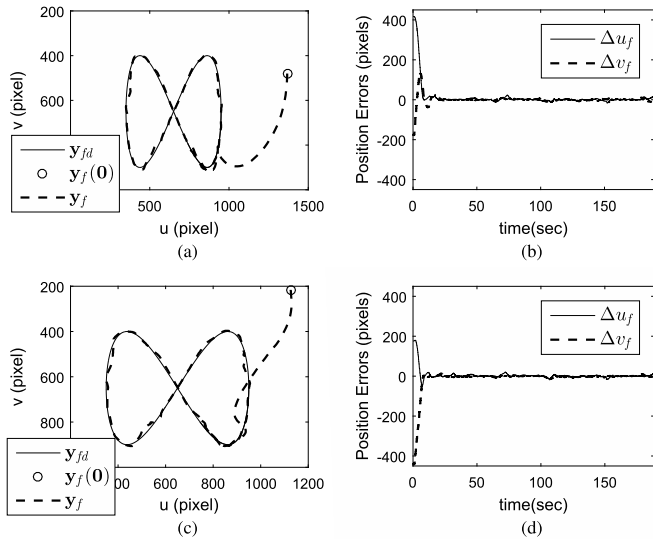 200
400
600
v (pixel)
y_fd
y_f(0)
y_f
500
1000
1500
u (pixel)
(a)
400
200
0
-200
-400
Position Errors (pixels)
Δu_f
Δv_f
0
50
100
150
time(sec)
(b)
200
400
600
800
v (pixel)
y_fd
y_f(0)
y_f
600
800
1000
1200
u (pixel)
(c)
400
200
0
-200
-400
Position Errors (pixels)
Δu_f
Δv_f
0
50
100
150
time(sec)
(d)